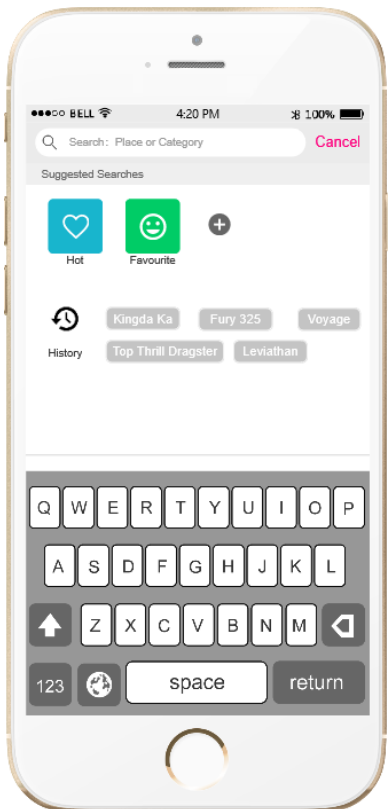 BELL 4:20 PM 100%
Search: Place or Category Cancel
Suggested Searches
Hot Favourite
Kingda Ka Fury 325 Voyage
History Top Thrill Dragster Leviathan
Q W E R T Y U I O P
A S D F G H J K L
Z X C V B N M
123 space return